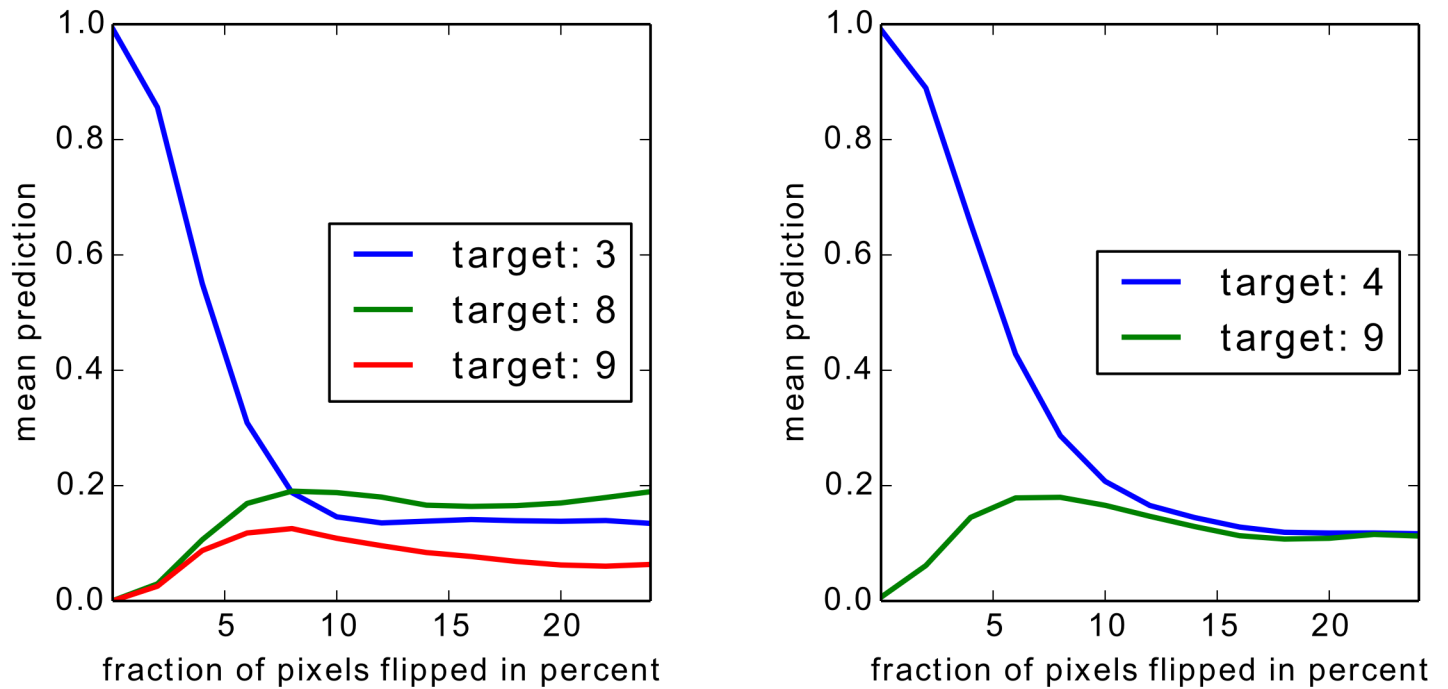 1.0
0.8
0.6
0.4
0.2
0.0
mean prediction
target: 3
target: 8
target: 9
5 10 15 20
fraction of pixels flipped in percent
1.0
0.8
0.6
0.4
0.2
0.0
mean prediction
target: 4
target: 9
5 10 15 20
fraction of pixels flipped in percent